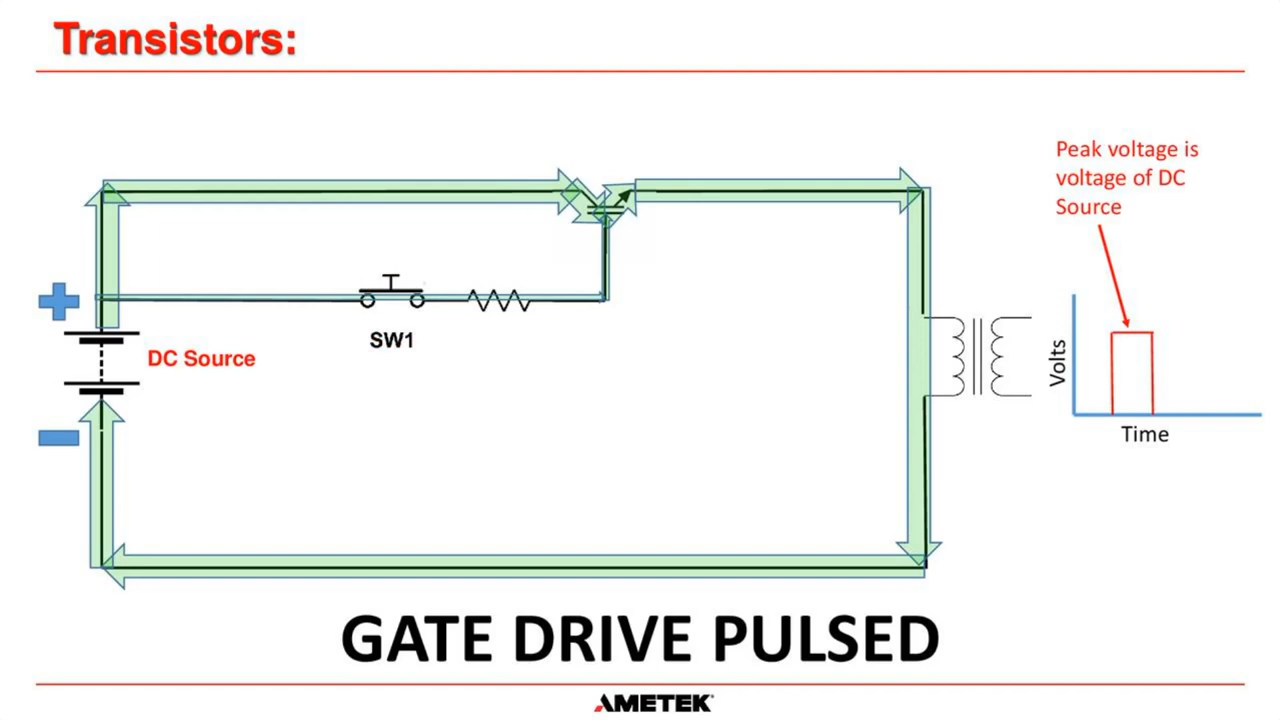 Transistors:
Peak voltage is
voltage of DC
Source
SW1
DC Source
Volts
Time
GATE DRIVE PULSED
AMETEK